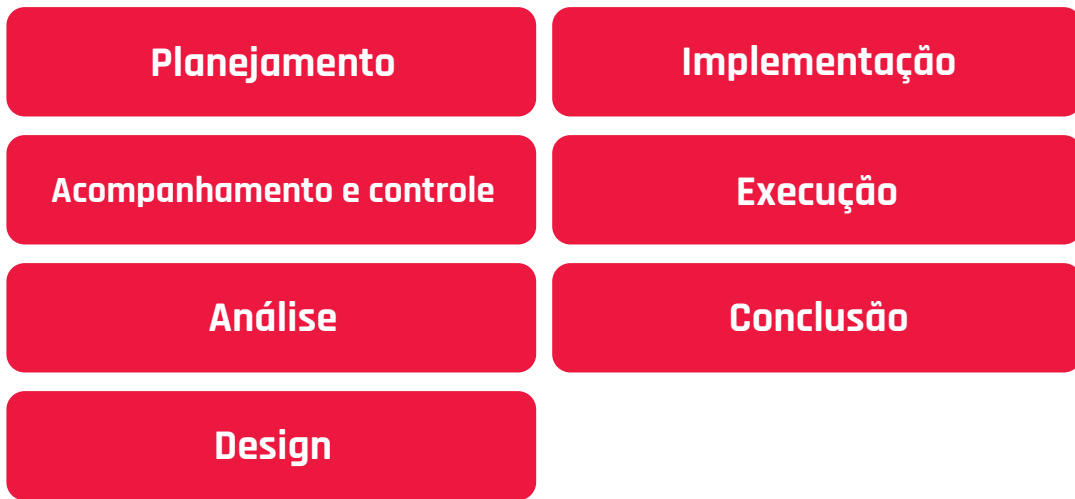 Planejamento
Acompanhamento e controle
Análise
Design
Implementação
Execução
Conclusão